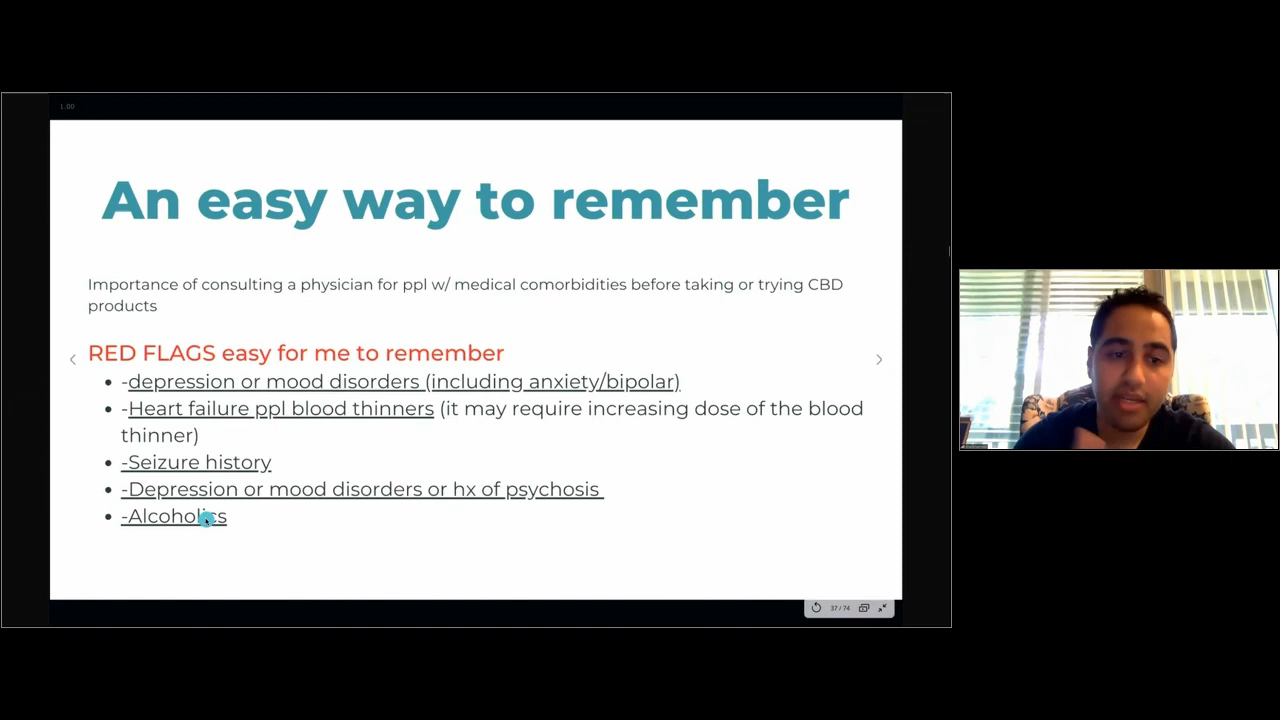 1.00
An easy way to remember
Importance of consulting a physician for ppl w/ medical comorbidities before taking or trying CBD
products
RED FLAGS easy for me to remember
-depression or mood disorders (including anxiety/bipolar)
-Heart failure ppl blood thinners (it may require increasing dose of the blood
thinner)
-Seizure history
-Depression or mood disorders or hx of psychosis
-Alcoholics
37 / 74